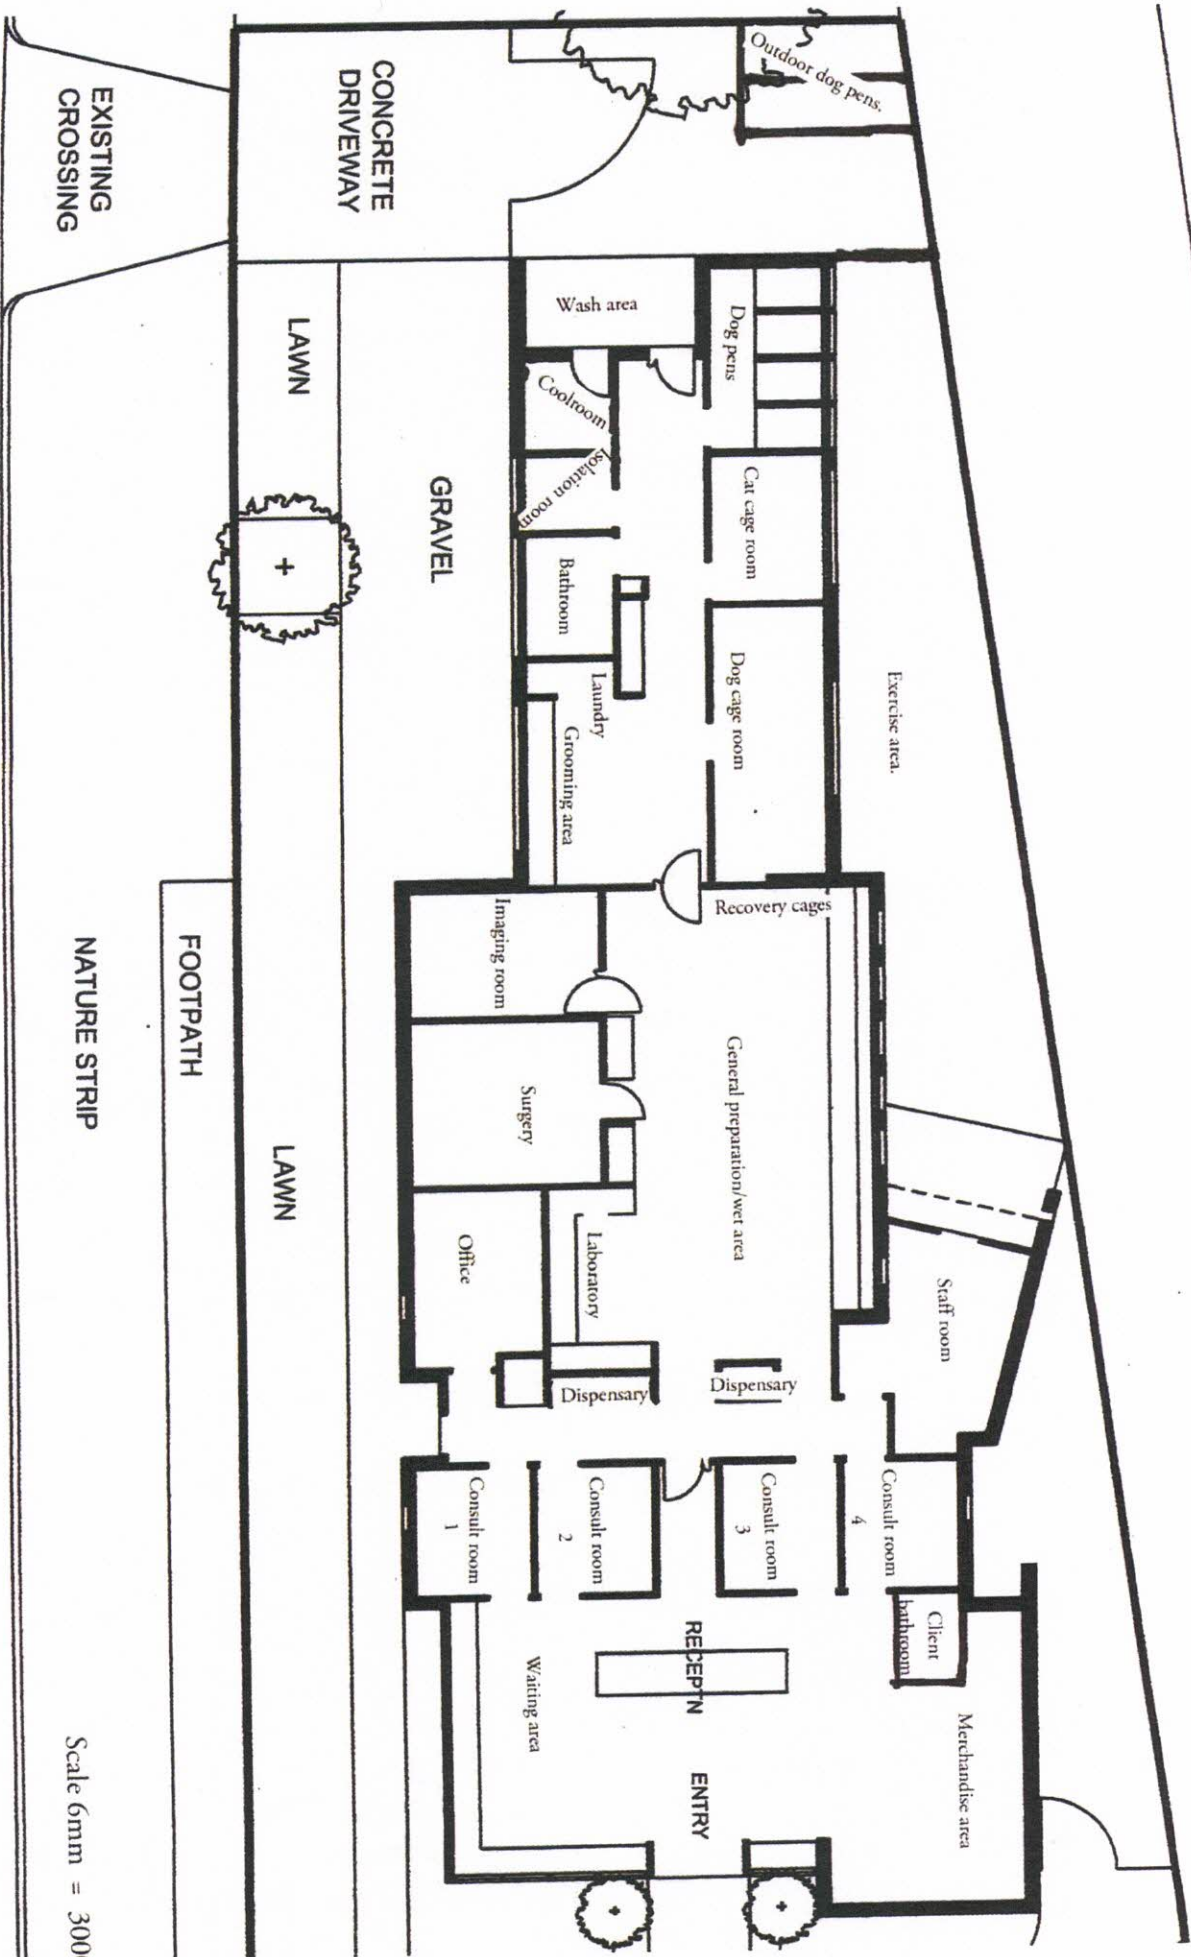 Outdoor dog pens.
CONCRETE
DRIVEWAY
EXISTING
CROSSING
Wash area
Dog pens
LAWN
Coolroom
Isolation room
Cat cage room
GRAVEL
Bathroom
Laundry
Grooming area
Dog cage room
Exercise area.
Recovery cages
Imaging room
FOOTPATH
NATURE STRIP
General preparation/wet area
Surgery
LAWN
Office
Laboratory
Staff room
Dispensary
Dispensary
Consult room
1
Consult room
2
Consult room
3
Consult room
4
Client
bathroom
RECEPTN
Waiting area
Merchandise area
ENTRY
Scale 6mm =